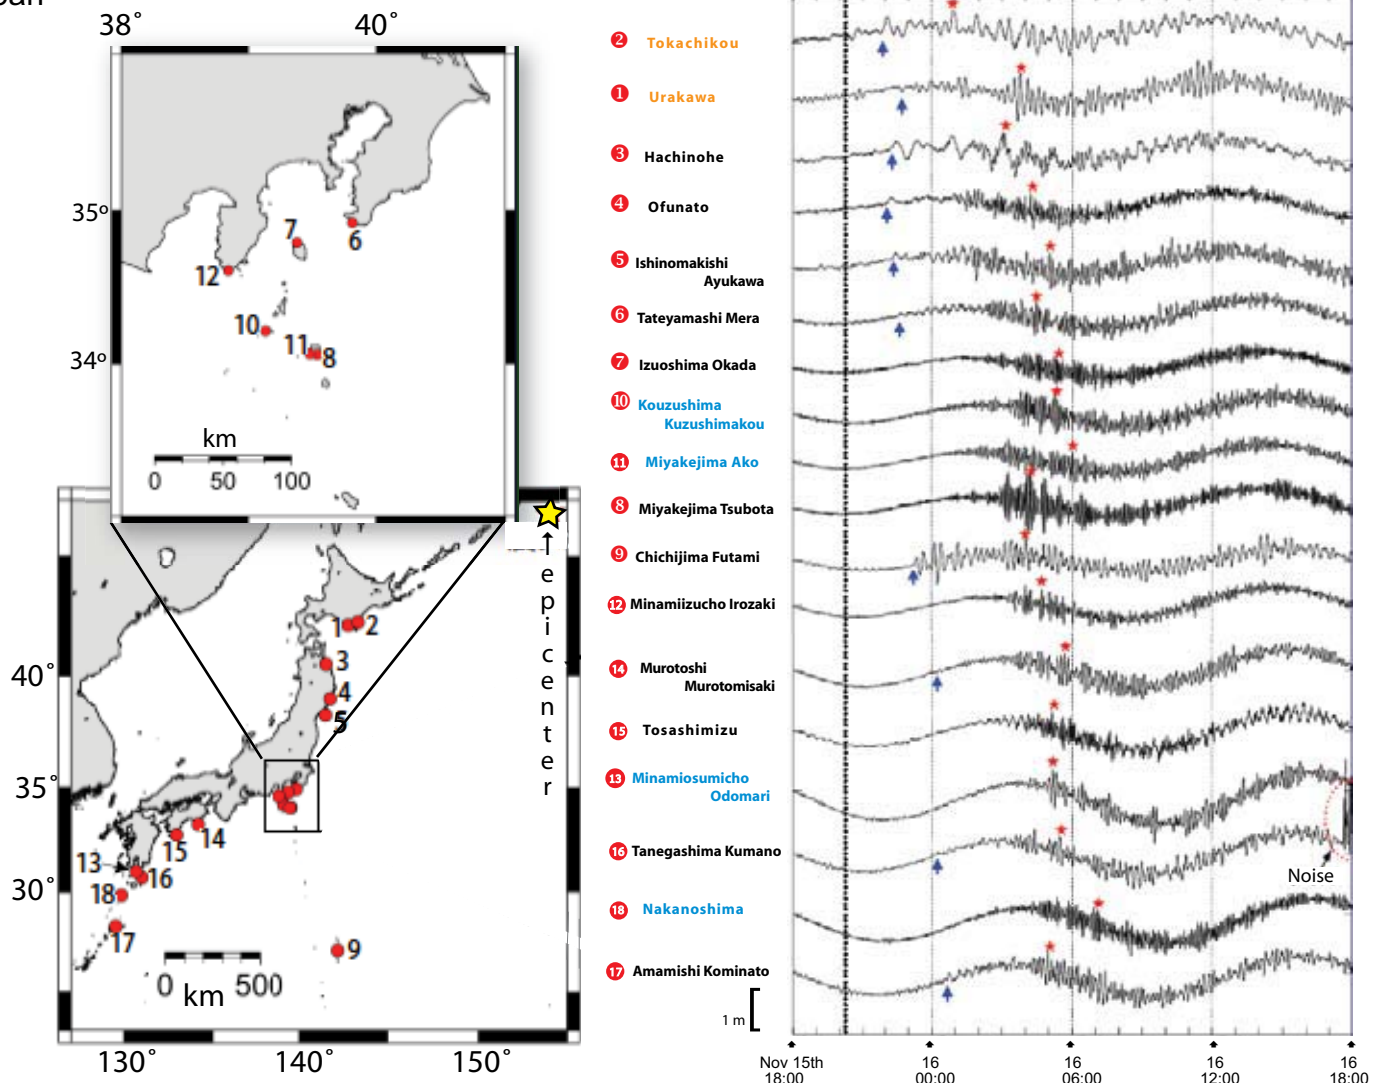 38° 40°
35°
34°
7
6
12
10
11 8
km
0 50 100
epicenter
1 2
3
4
5
40°
35°
30°
14
15
13
16
18
17
9
0 km 500
130° 140° 150°
2 Tokachikou
1 Urakawa
3 Hachinohe
4 Ofunato
5 Ishinomakishi
Ayukawa
6 Tateyamashi Mera
7 Izuoshima Okada
10 Kouzushima
Kuzushimakou
11 Miyakejima Ako
8 Miyakejima Tsubota
9 Chichijima Futami
12 Minamiizucho Irozaki
14 Murotoshi
Murotomisaki
15 Tosashimizu
13 Minamiosumicho
Odomari
16 Tanegashima Kumano
18 Nakanoshima
17 Amamishi Kominato
1 m
Noise
Nov 15th 16 16 16 16
18:00 00:00 06:00 12:00 18:00